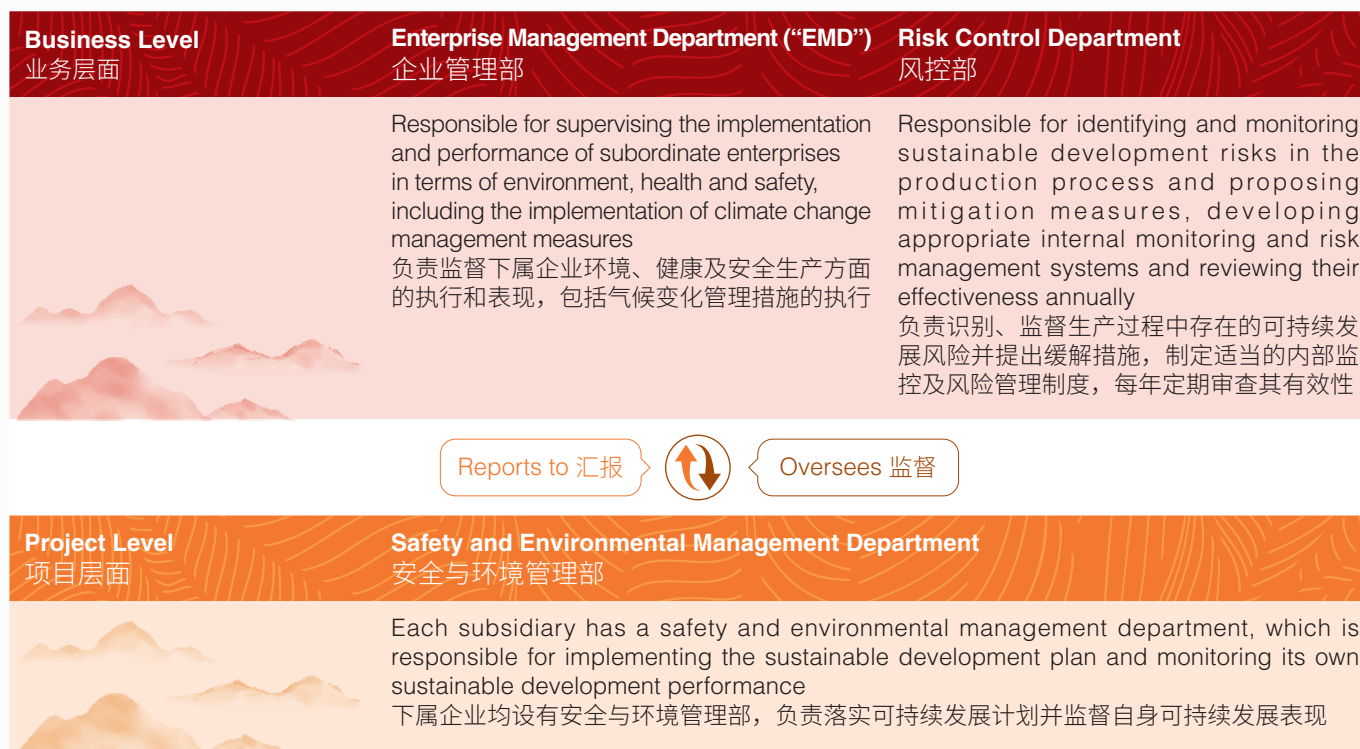 Business Level
业务层面
Enterprise Management Department (“EMD”)
企业管理部
Risk Control Department
风控部
Responsible for supervising the implementation
and performance of subordinate enterprises
in terms of environment, health and safety,
including the implementation of climate change
management measures
负责监督下属企业环境、健康及安全生产方面
的执行和表现，包括气候变化管理措施的执行
Responsible for identifying and monitoring
sustainable development risks in the
production process and proposing
mitigation measures, developing
appropriate internal monitoring and risk
management systems and reviewing their
effectiveness annually
负责识别、监督生产过程中存在的可持续发
展风险并提出缓解措施，制定适当的内部监
控及风险管理制度，每年定期审查其有效性
Reports to 汇报
Oversees 监督
Project Level
项目层面
Safety and Environmental Management Department
安全与环境管理部
Each subsidiary has a safety and environmental management department, which is
responsible for implementing the sustainable development plan and monitoring its own
sustainable development performance
下属企业均设有安全与环境管理部，负责落实可持续发展计划并监督自身可持续发展表现